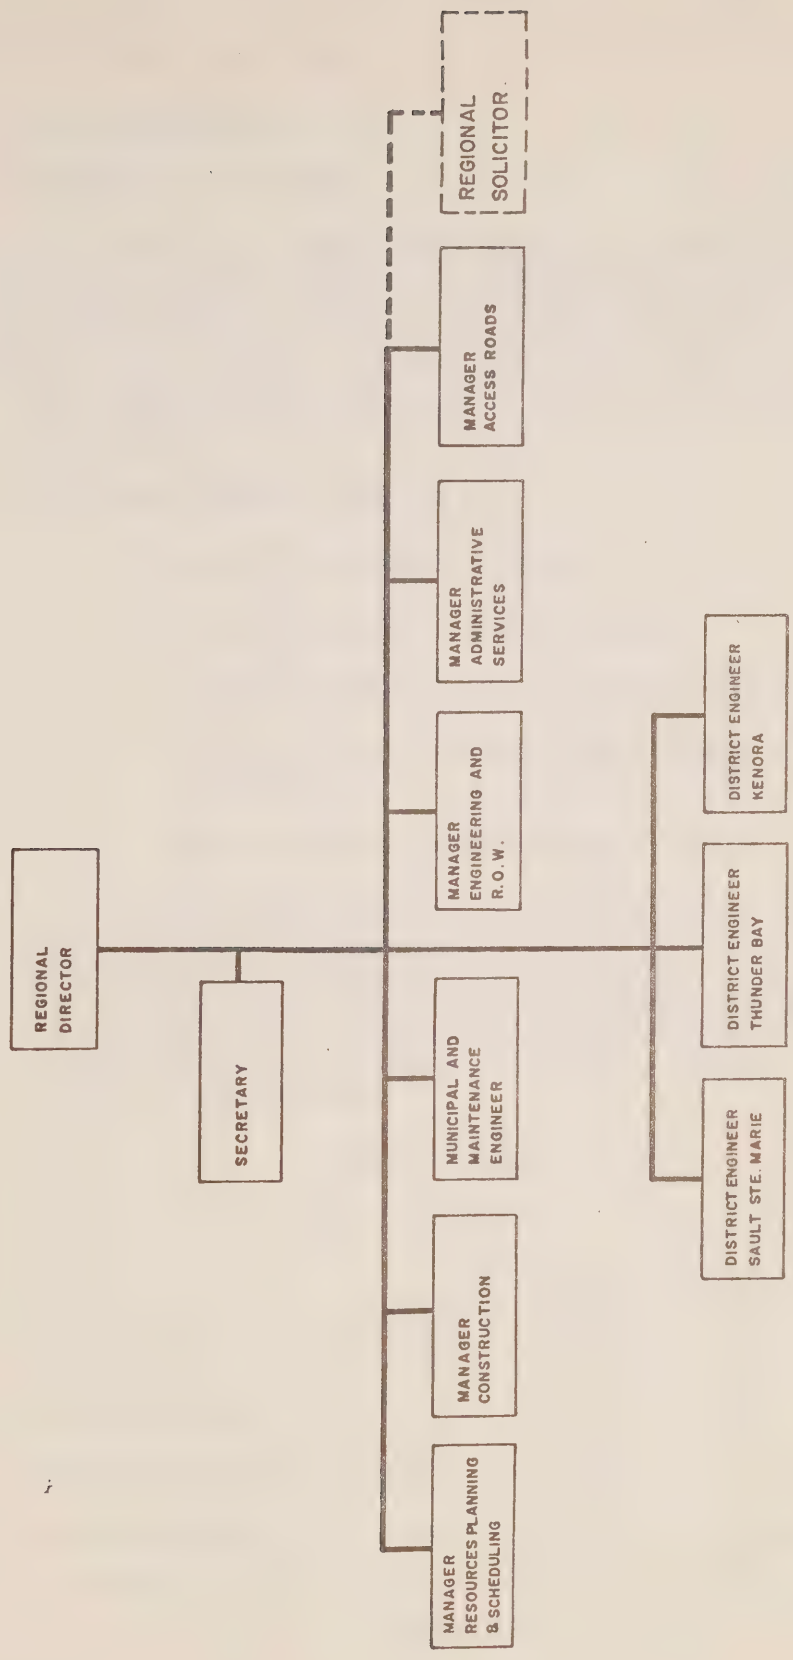 REGIONAL
DIRECTOR
SECRETARY
MANAGER
RESOURCES PLANNING
& SCHEDULING
MANAGER
CONSTRUCTION
MUNICIPAL AND
MAINTENANCE
ENGINEER
MANAGER
ENGINEERING AND
R.O.W.
MANAGER
ADMINISTRATIVE
SERVICES
MANAGER
ACCESS ROADS
REGIONAL
SOLICITOR
DISTRICT ENGINEER
SAULT STE. MARIE
DISTRICT ENGINEER
THUNDER BAY
DISTRICT ENGINEER
KENORA